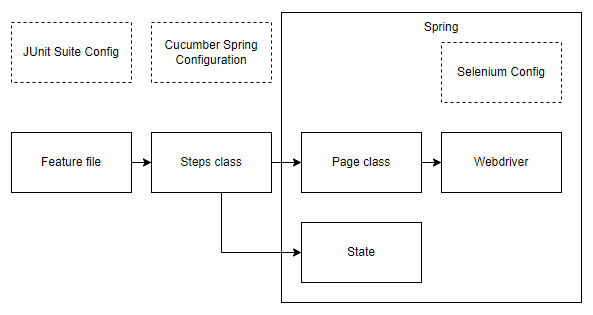 Spring
JUnit Suite Config
Cucumber Spring
Configuration
Selenium Config
Feature file
Steps class
Page class
Webdriver
State